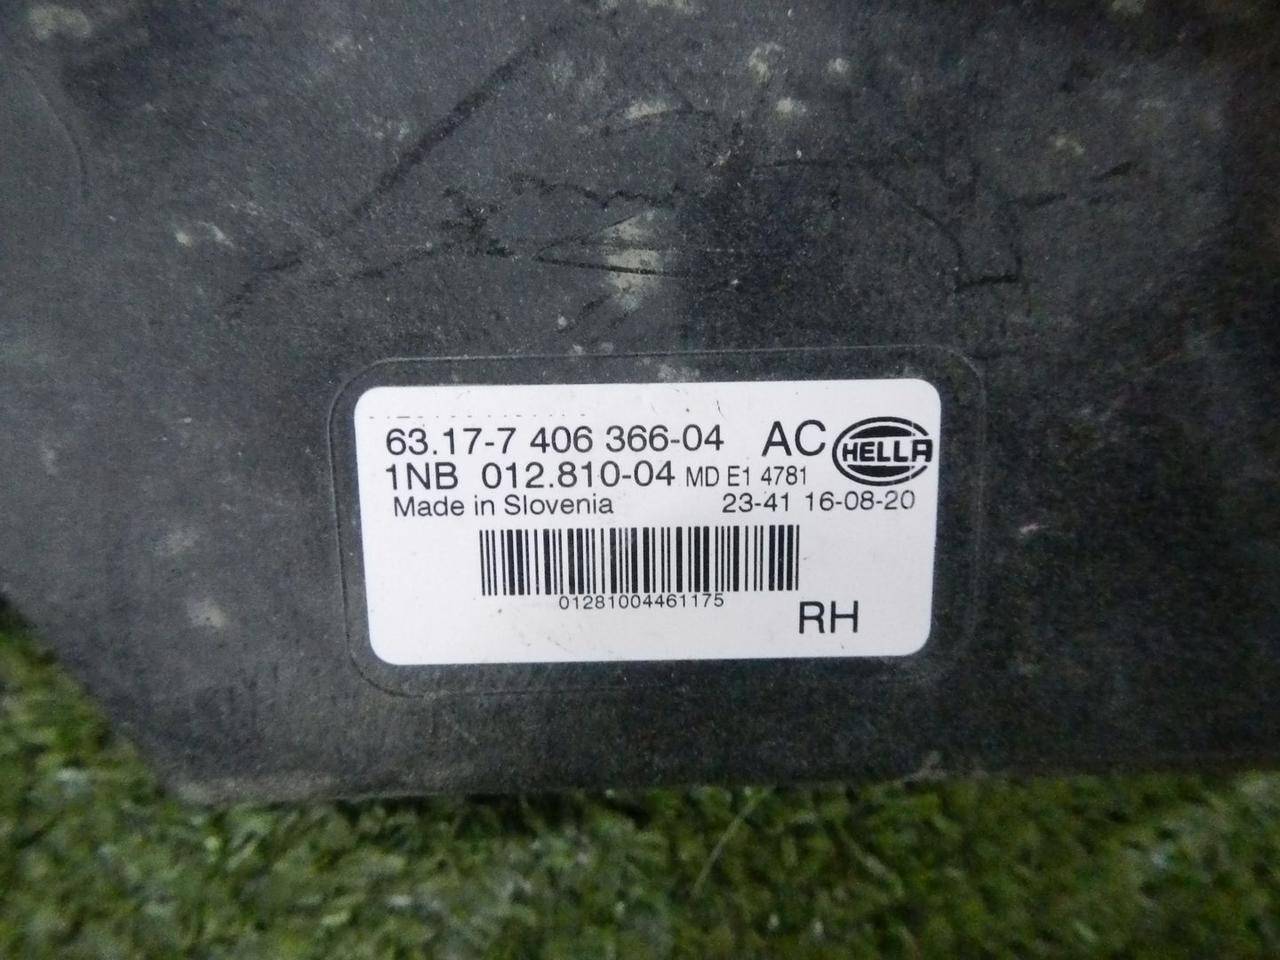 63.17-7 406 366-04 AC HELLA
1NB 012.810-04 MD E1 4781
Made in Slovenia 23-41 16-08-20
01281004461175
RH